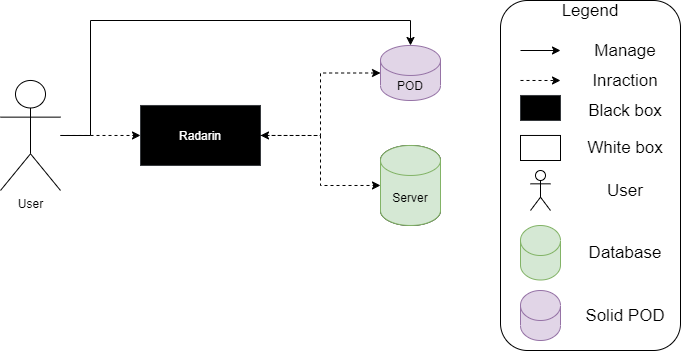 Legend
Manage
POD
Inraction
Black box
Radarin
White box
User
Server
User
Database
Solid POD